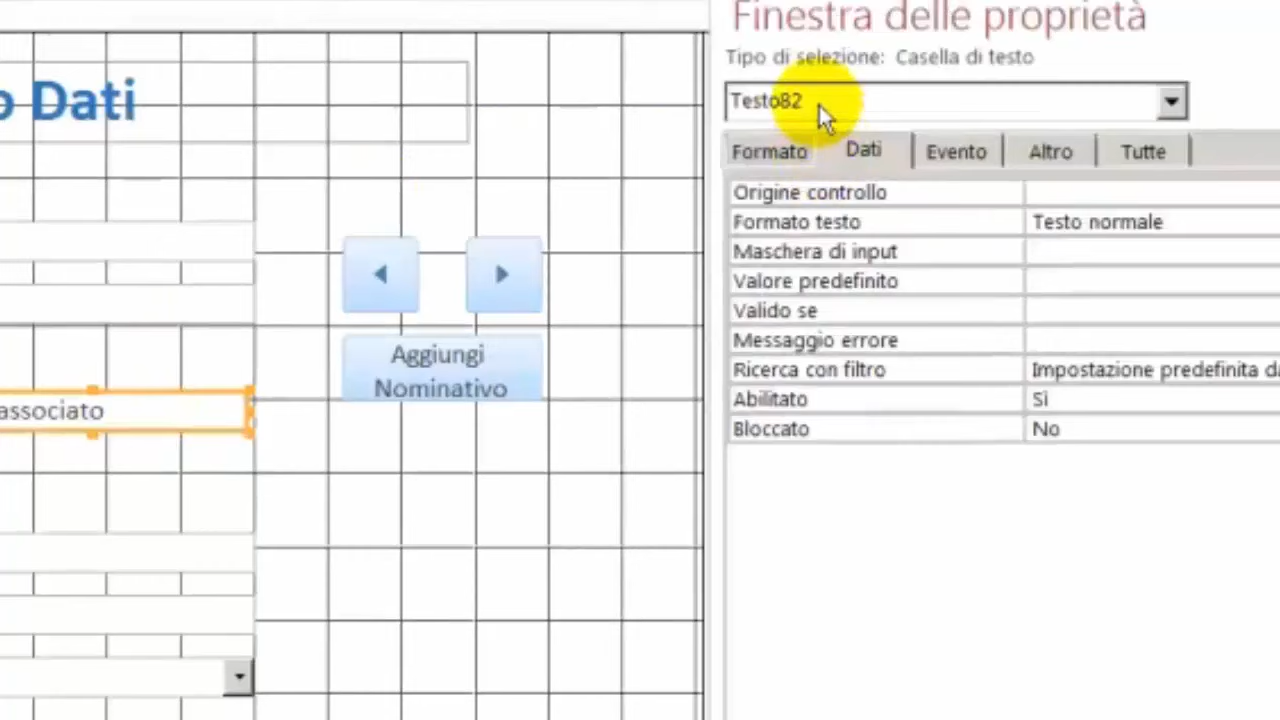 o Dati
Aggiungi
Nominativo
associato
Finestra delle proprietà
Tipo di selezione: Casella di testo
Testo82
Formato Dati Evento Altro Tutte
Origine controllo
Formato testo Testo normale
Maschera di input
Valore predefinito
Valido se
Messaggio errore
Ricerca con filtro Impostazione predefinita da
Abilitato Sì
Bloccato No